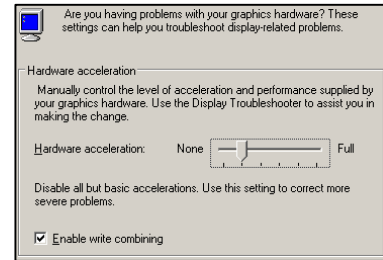 Are you having problems with your graphics hardware? These
settings can help you troubleshoot display-related problems.
Hardware acceleration
Manually control the level of acceleration and performance supplied by
your graphics hardware. Use the Display Troubleshooter to assist you in
making the change.
Hardware acceleration: None Full
Disable all but basic accelerations. Use this setting to correct more
severe problems.
Enable write combining